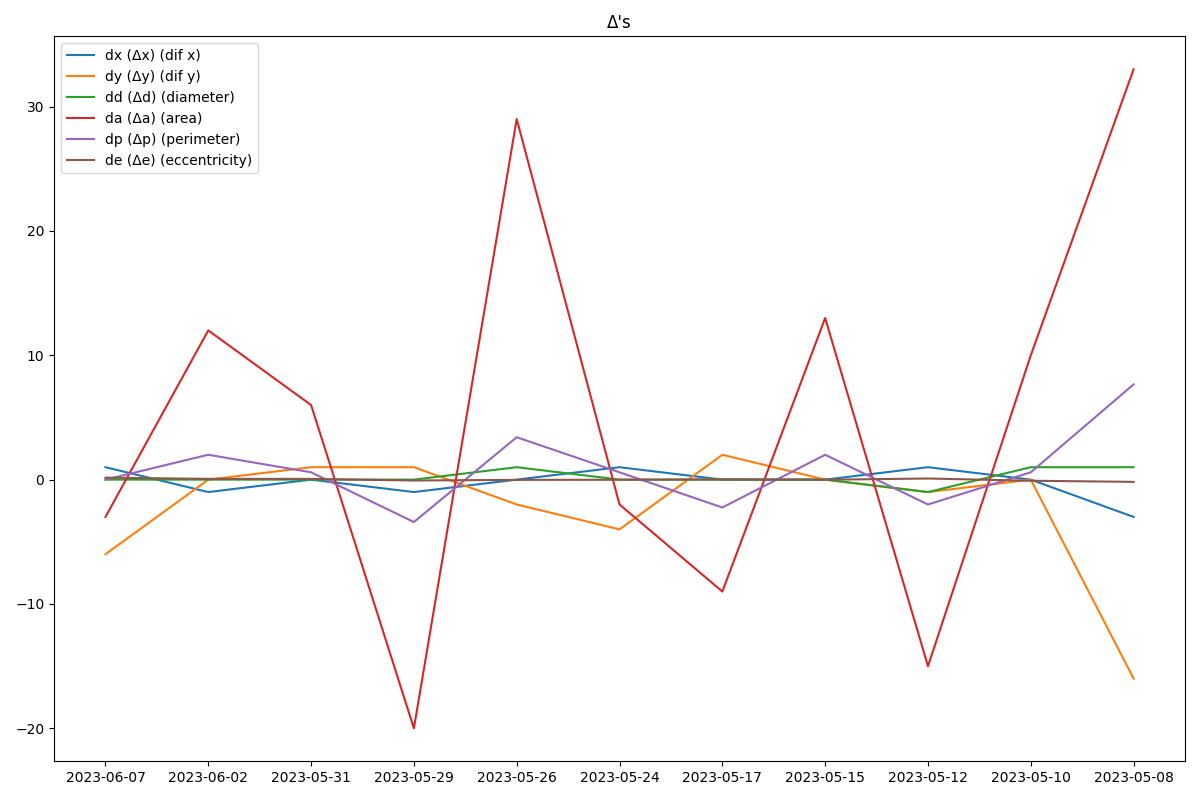 Δ's
dx (Δx) (dif x)
dy (Δy) (dif y)
dd (Δd) (diameter)
da (Δa) (area)
dp (Δp) (perimeter)
de (Δe) (eccentricity)
30
20
10
0
−10
−20
2023-06-07 2023-06-02 2023-05-31 2023-05-29 2023-05-26 2023-05-24 2023-05-17 2023-05-15 2023-05-12 2023-05-10 2023-05-08